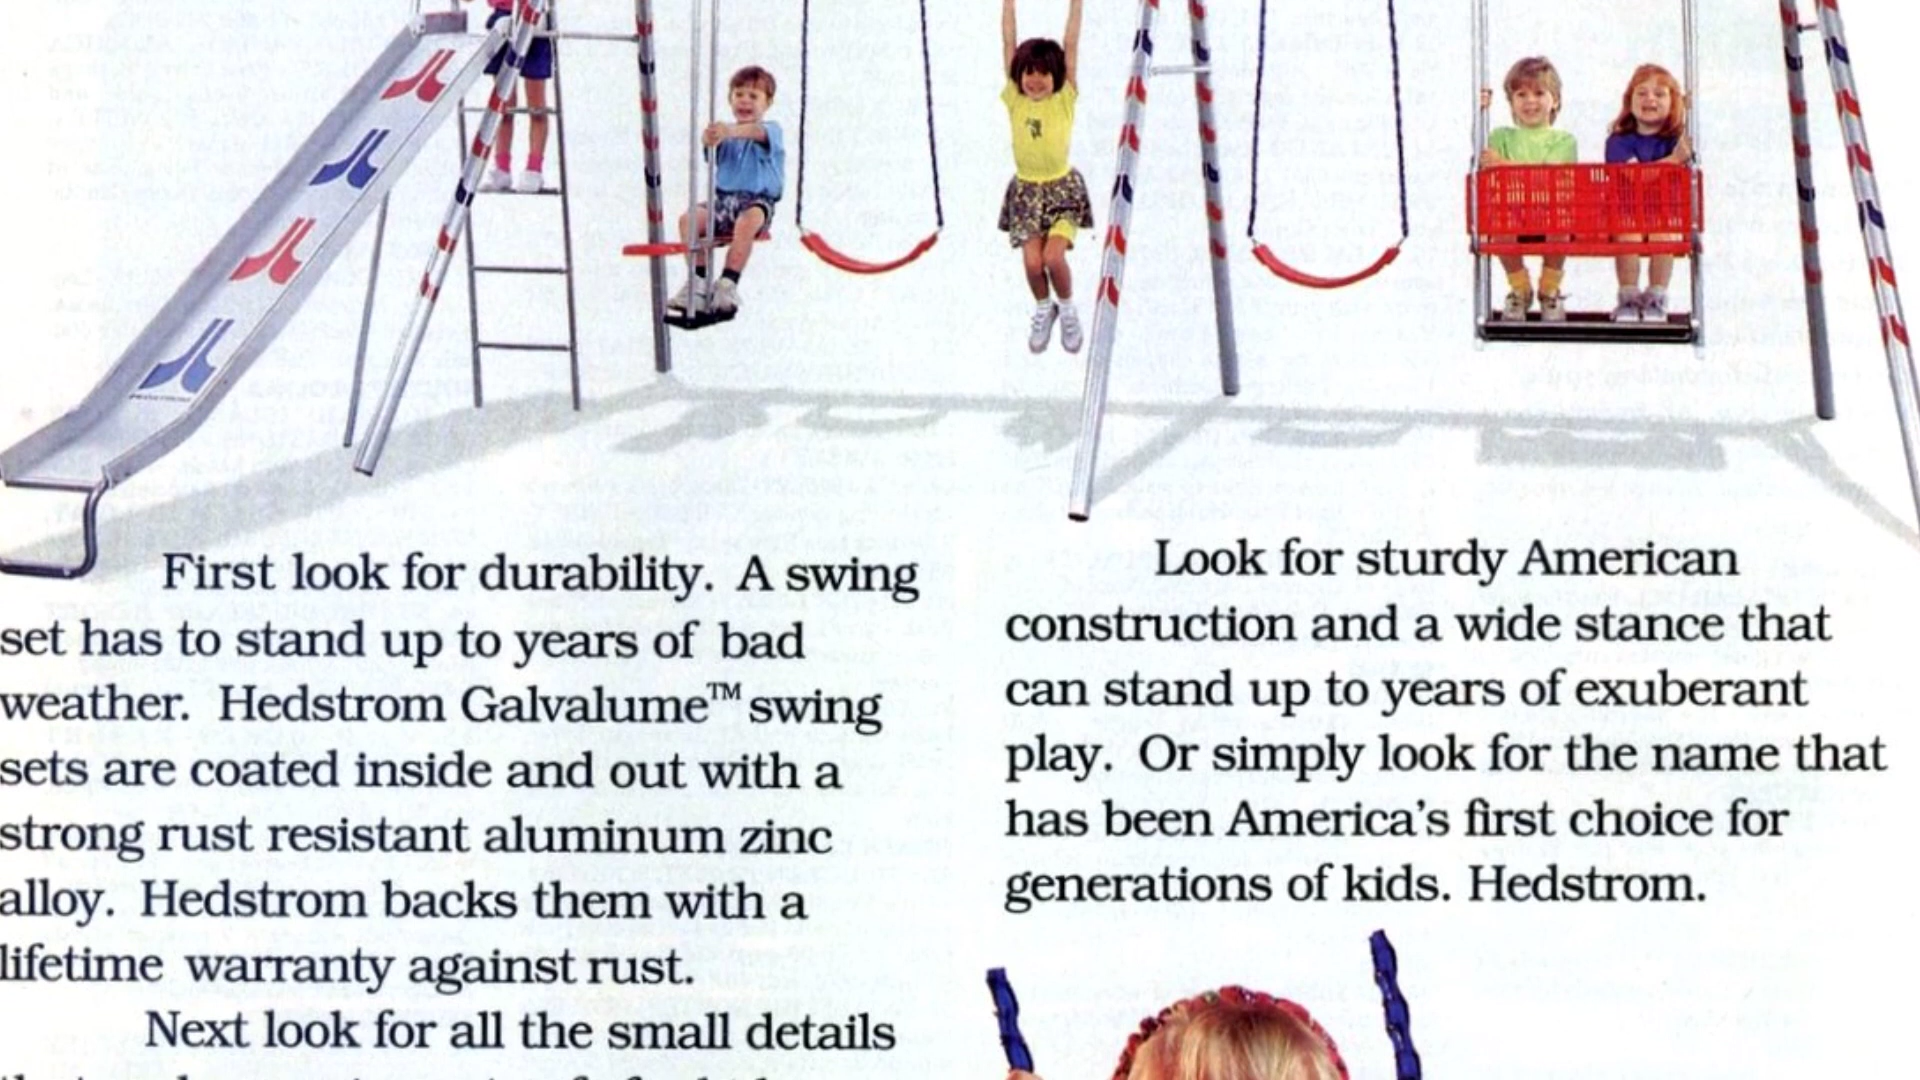 First look for durability. A swing
set has to stand up to years of bad
weather. Hedstrom Galvalume™ swing
sets are coated inside and out with a
strong rust resistant aluminum zinc
alloy. Hedstrom backs them with a
lifetime warranty against rust.
Next look for all the small details
Look for sturdy American
construction and a wide stance that
can stand up to years of exuberant
play. Or simply look for the name that
has been America's first choice for
generations of kids. Hedstrom.